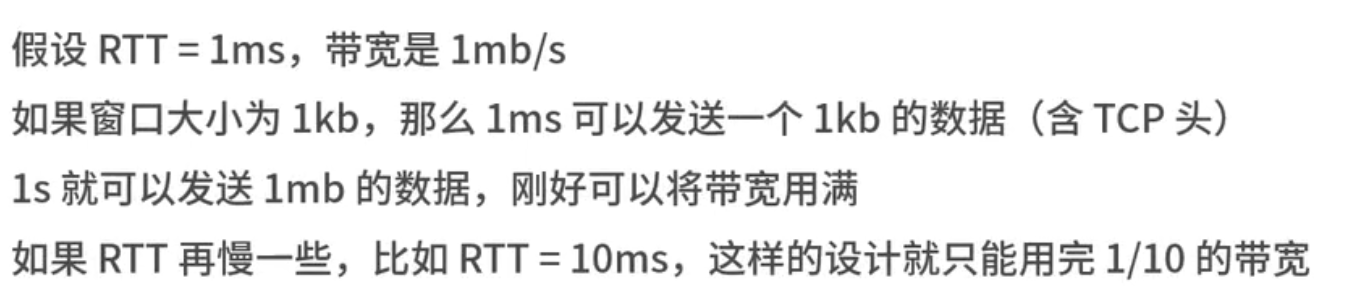 假设 RTT = 1ms，带宽是 1mb/s
如果窗口大小为 1kb，那么 1ms 可以发送一个 1kb 的数据（含 TCP 头）
1s 就可以发送 1mb 的数据，刚好可以将带宽用满
如果 RTT 再慢一些，比如 RTT = 10ms，这样的设计就只能用完 1/10 的带宽